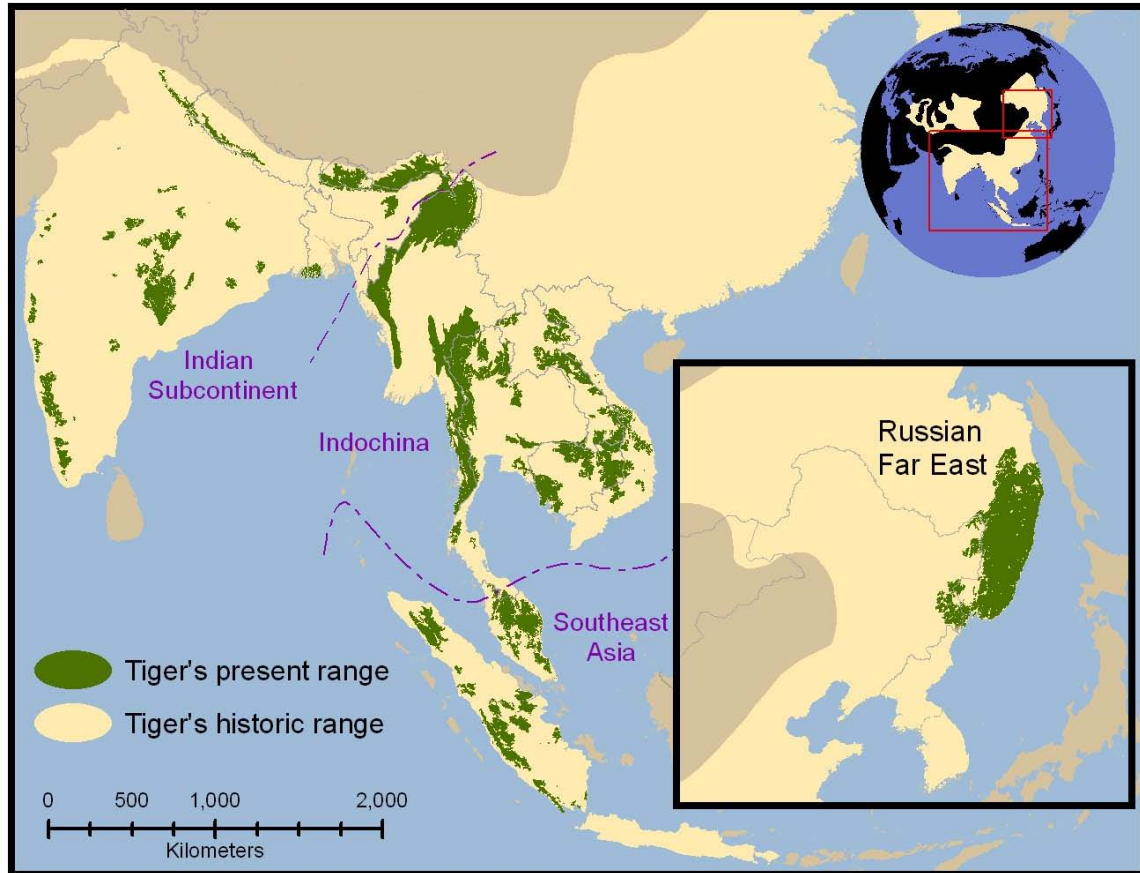 Indian
Subcontinent
Indochina
Russian
Far East
Southeast
Asia
Tiger's present range
Tiger's historic range
0 500 1,000 2,000
Kilometers